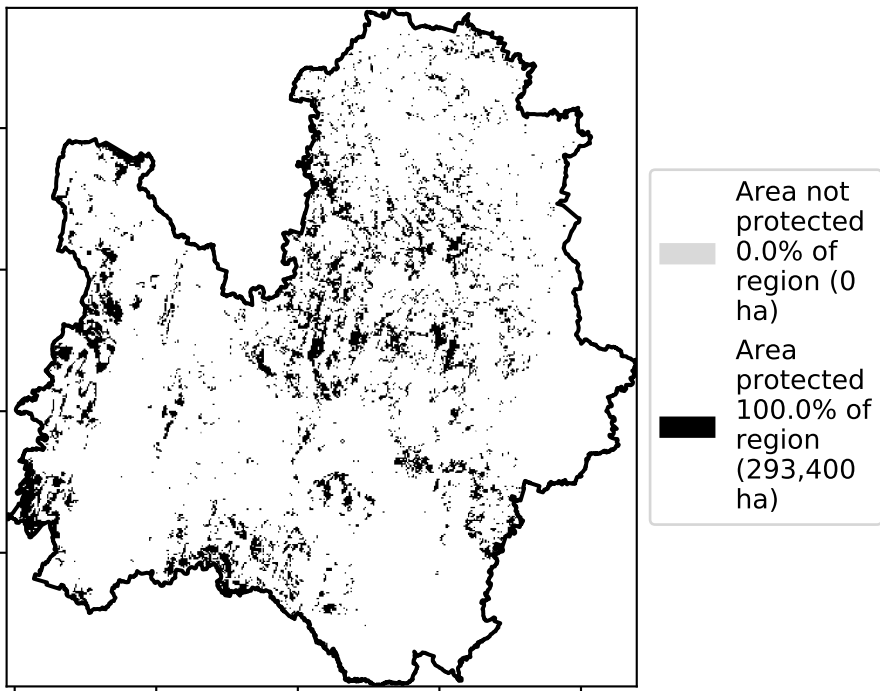 Area not
protected
0.0% of
region (0
ha)
Area
protected
100.0% of
region
(293,400
ha)